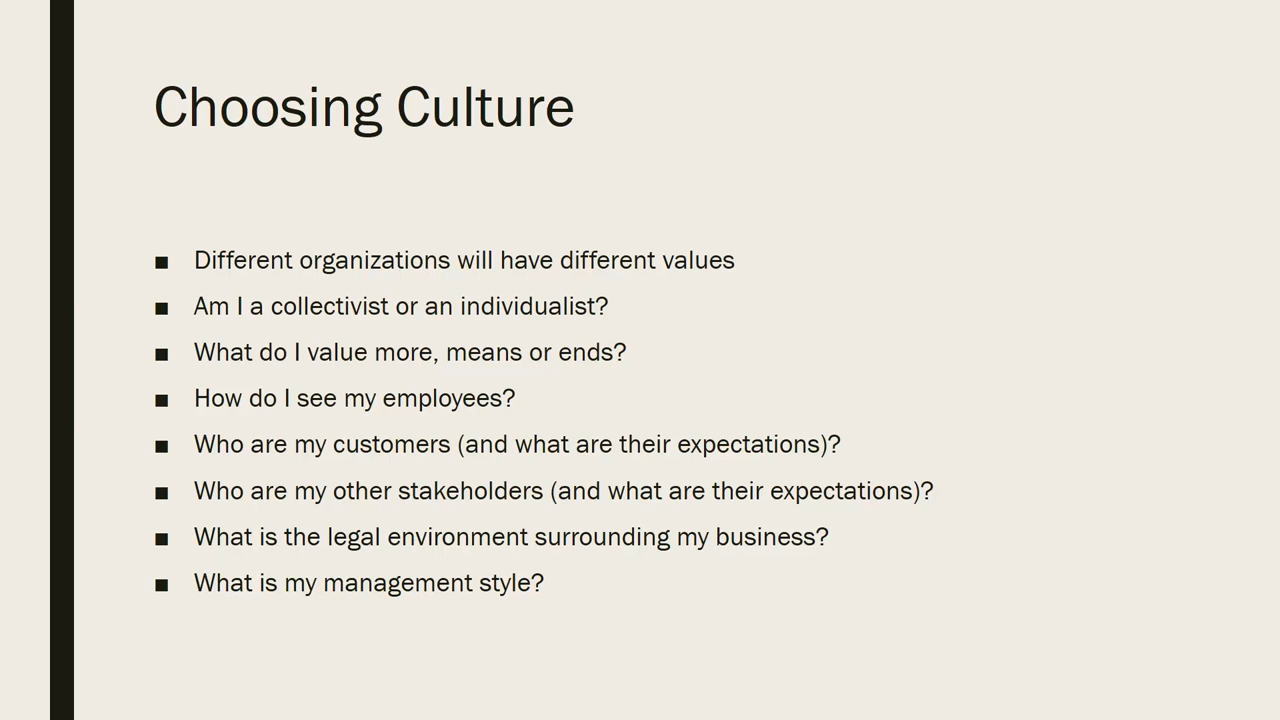 Choosing Culture
■ Different organizations will have different values
■ Am I a collectivist or an individualist?
■ What do I value more, means or ends?
■ How do I see my employees?
■ Who are my customers (and what are their expectations)?
■ Who are my other stakeholders (and what are their expectations)?
■ What is the legal environment surrounding my business?
■ What is my management style?